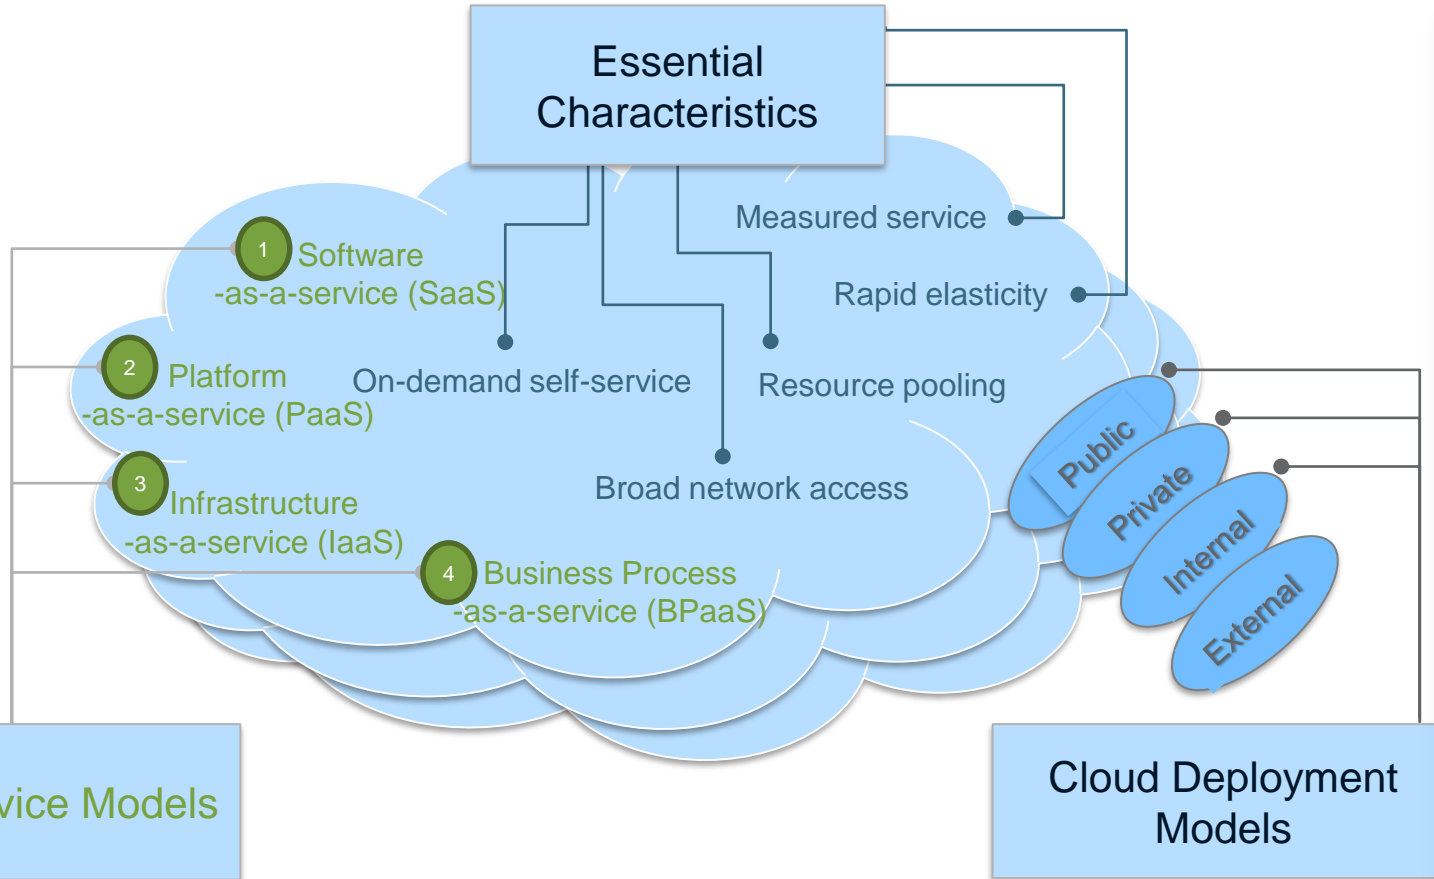 Essential
Characteristics
Measured service
Rapid elasticity
1
Software
-as-a-service (SaaS)
2
Platform
-as-a-service (PaaS)
On-demand self-service
Resource pooling
3
Infrastructure
-as-a-service (IaaS)
Broad network access
4
Business Process
-as-a-service (BPaaS)
Public
Private
Internal
External
vice Models
Cloud Deployment
Models